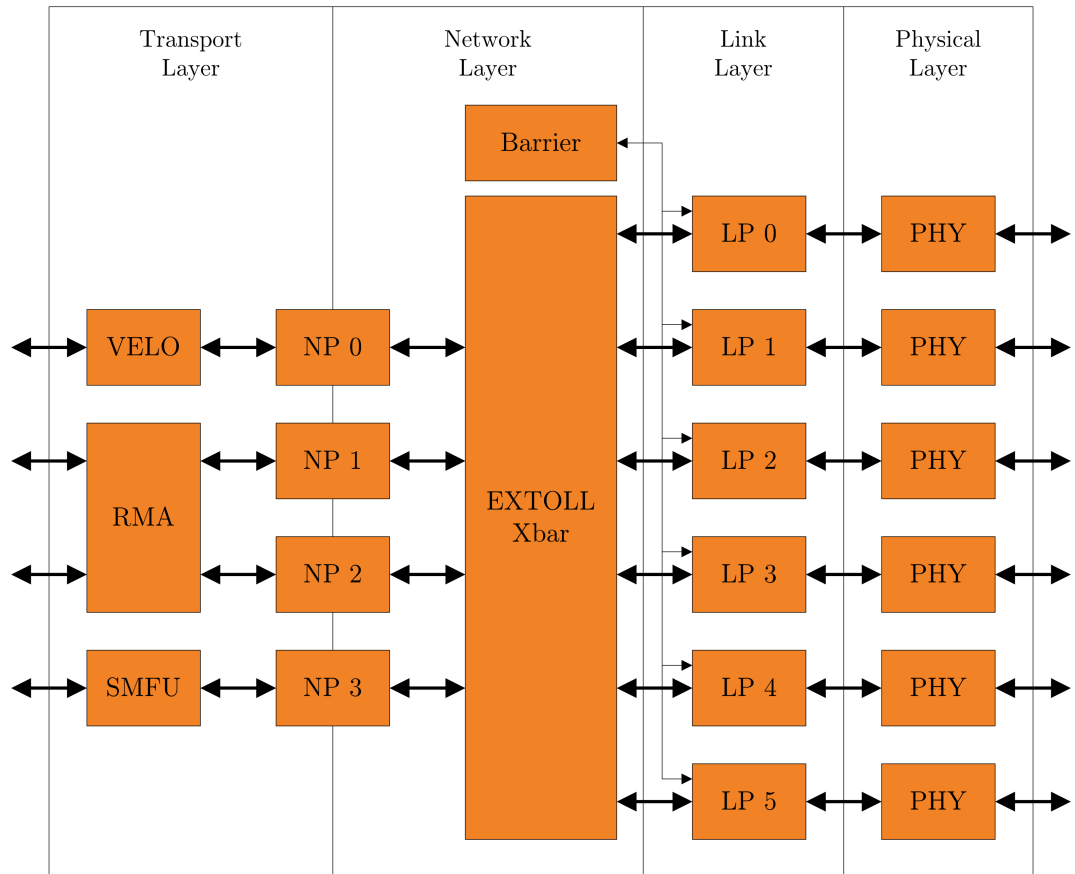 Transport
Layer
Network
Layer
Link
Layer
Physical
Layer
Barrier
LP 0
PHY
VELO
NP 0
LP 1
PHY
RMA
NP 1
LP 2
PHY
EXTOLL
Xbar
NP 2
LP 3
PHY
SMFU
NP 3
LP 4
PHY
LP 5
PHY